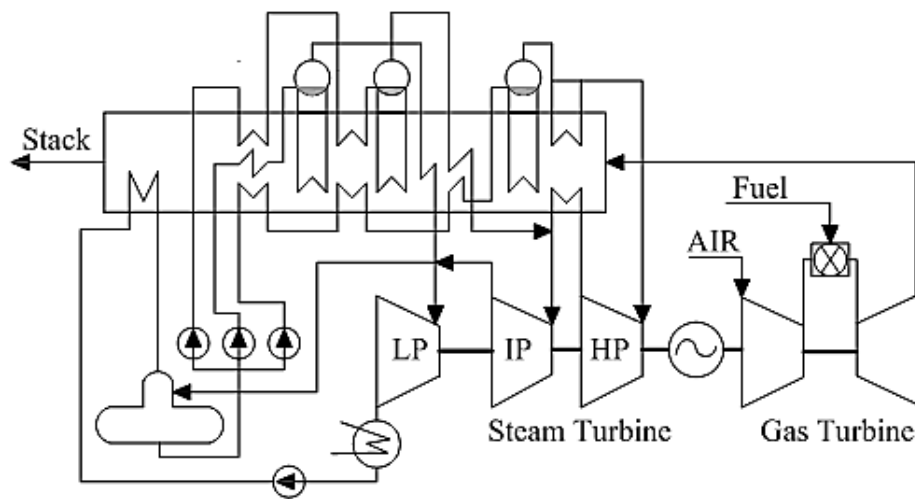 Stack
Fuel
AIR
LP
IP
HP
Steam Turbine
Gas Turbine